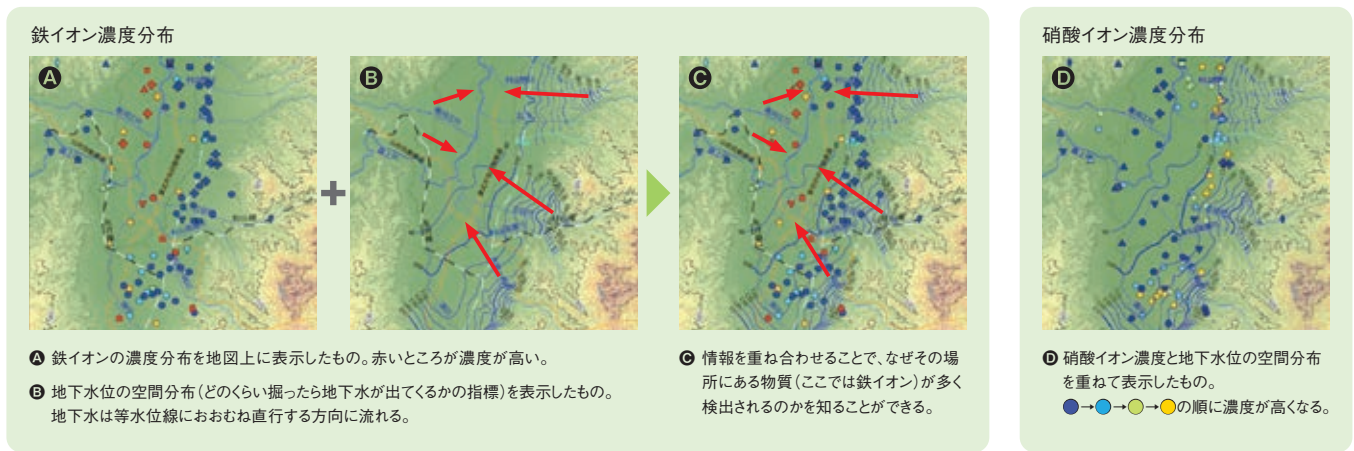 鉄イオン濃度分布
硝酸イオン濃度分布
A
B
C
D
A 鉄イオンの濃度分布を地図上に表示したもの。赤いところが濃度が高い。
B 地下水位の空間分布(どのくらい掘ったら地下水が出てくるかの指標)を表示したもの。
地下水は等水位線におおむね直行する方向に流れる。
C 情報を重ね合わせることで、なぜその場
所にある物質(ここでは鉄イオン)が多く
検出されるのかを知ることができる。
D 硝酸イオン濃度と地下水位の空間分布
を重ねて表示したもの。
●→●→●→●の順に濃度が高くなる。